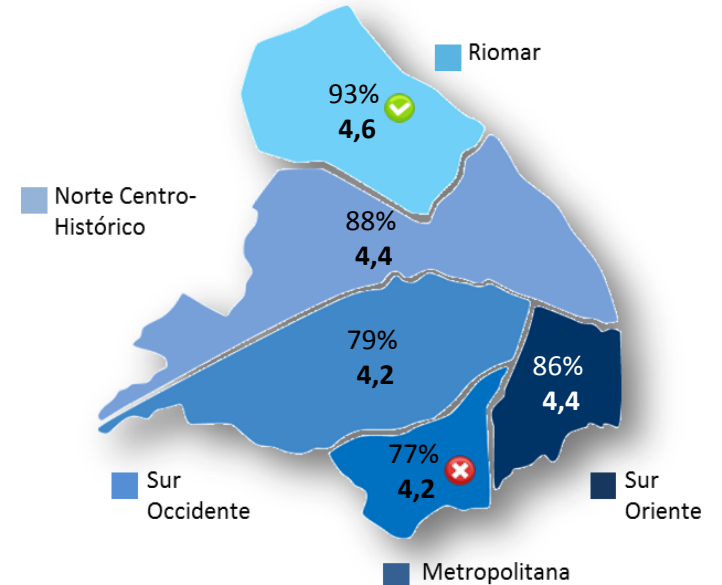 Riomar
93%
4,6
Norte Centro-
Histórico
88%
4,4
79%
4,2
86%
4,4
77%
4,2
Sur
Occidente
Sur
Oriente
Metropolitana